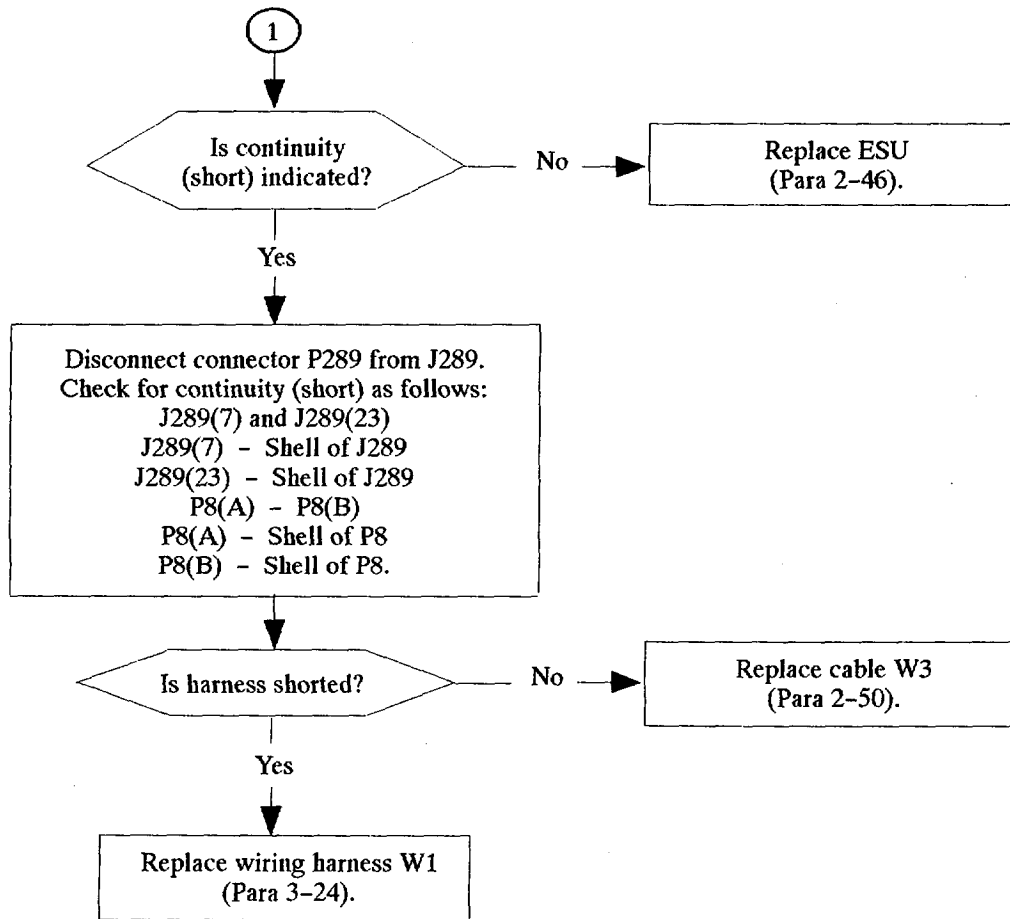 1
Is continuity
(short) indicated?
No
Replace ESU
(Para 2-46).
Yes
Disconnect connector P289 from J289.
Check for continuity (short) as follows:
J289(7) and J289(23)
J289(7) - Shell of J289
J289(23) - Shell of J289
P8(A) - P8(B)
P8(A) - Shell of P8
P8(B) - Shell of P8.
Is harness shorted?
No
Replace cable W3
(Para 2-50).
Yes
Replace wiring harness W1
(Para 3-24).